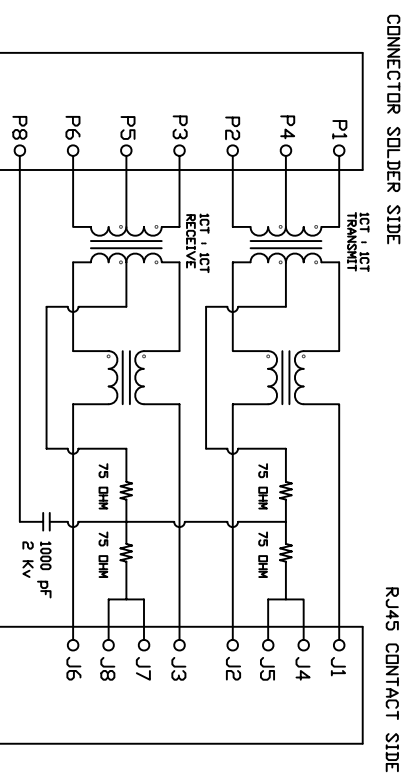 CONNECTOR SOLDER SIDE
P1
P4
P2
P3
P5
P6
P8
1CT : 1CT
TRANSMIT
1CT : 1CT
RECEIVE
75 OHM
75 OHM
75 OHM
75 OHM
1000 pF
2 Kv
J1
J4
J5
J2
J3
J7
J8
J6
RJ45 CONTACT SIDE